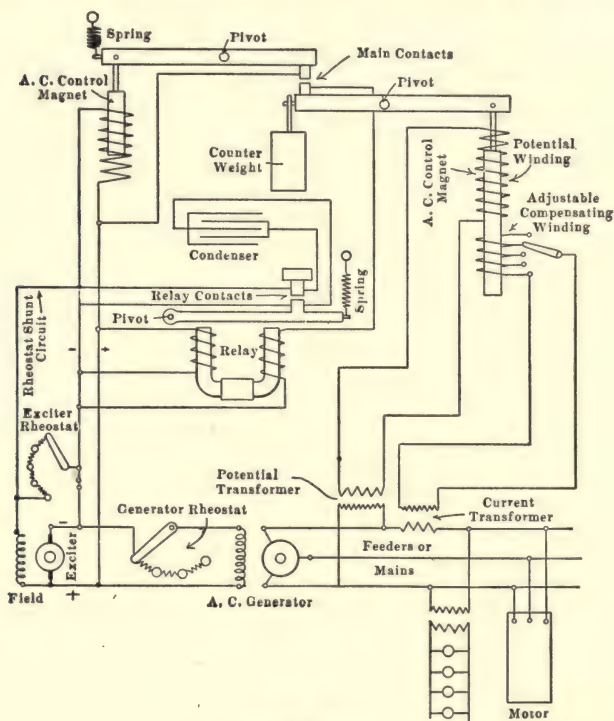 Spring
Pivot
Main Contacts
A. C. Control
Magnet
Pivot
Counter
Weight
Potential
Winding
A. C. Control
Magnet
Adjustable
Compensating
Winding
Condenser
Relay Contacts
Spring
Pivot
Rheostat Shunt
Circuit
- +
Relay
Exciter
Rheostat
Potential
Transformer
Generator Rheostat
Current
Transformer
-
Exciter
Feeders or
Mains
Field
+
A. C. Generator
Motor